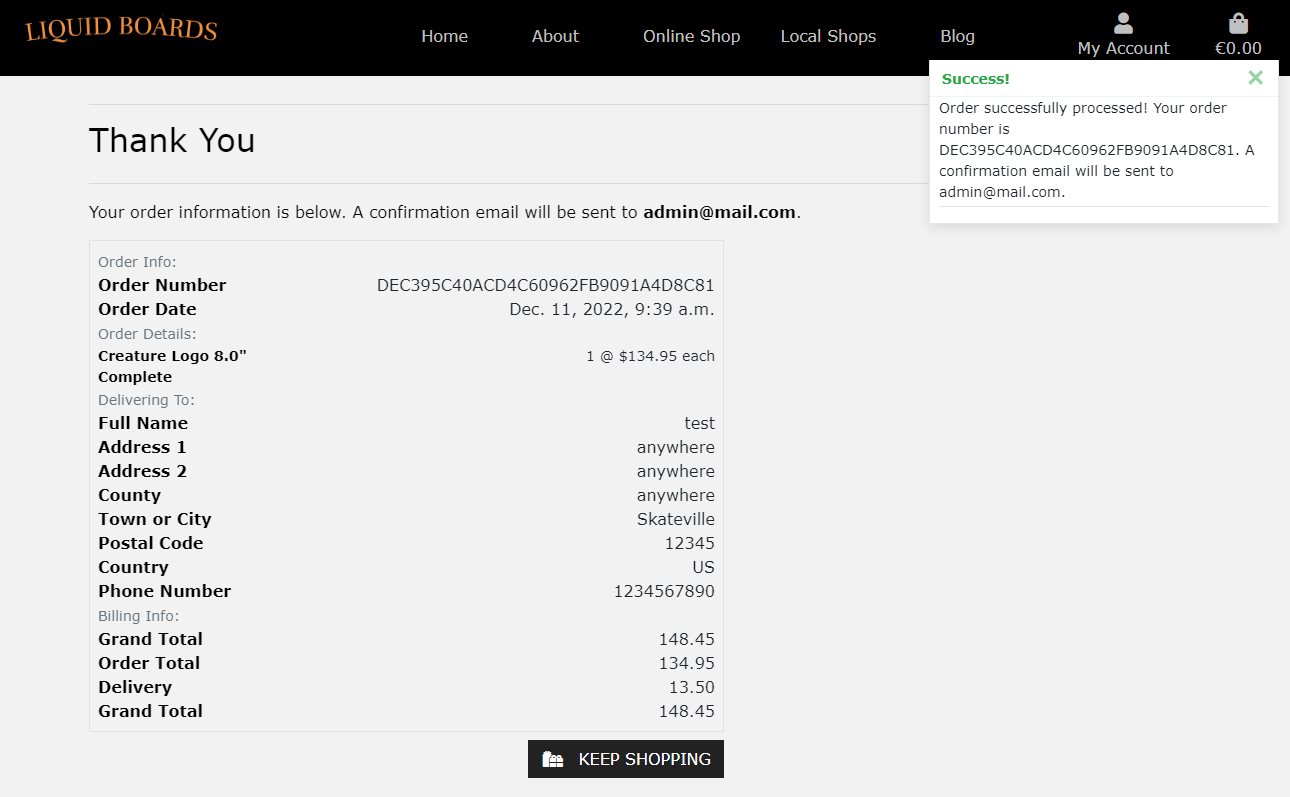 LIQUID BOARDS
Home
About
Online Shop
Local Shops
Blog
My Account
€0.00
Success!
×
Order successfully processed! Your order
number is
DEC395C40ACD4C60962FB9091A4D8C81. A
confirmation email will be sent to
admin@mail.com.
Thank You
Your order information is below. A confirmation email will be sent to admin@mail.com.
Order Info:
Order Number DEC395C40ACD4C60962FB9091A4D8C81
Order Date Dec. 11, 2022, 9:39 a.m.
Order Details:
Creature Logo 8.0" 1 @ $134.95 each
Complete
Delivering To:
Full Name test
Address 1 anywhere
Address 2 anywhere
County anywhere
Town or City Skateville
Postal Code 12345
Country US
Phone Number 1234567890
Billing Info:
Grand Total 148.45
Order Total 134.95
Delivery 13.50
Grand Total 148.45
KEEP SHOPPING